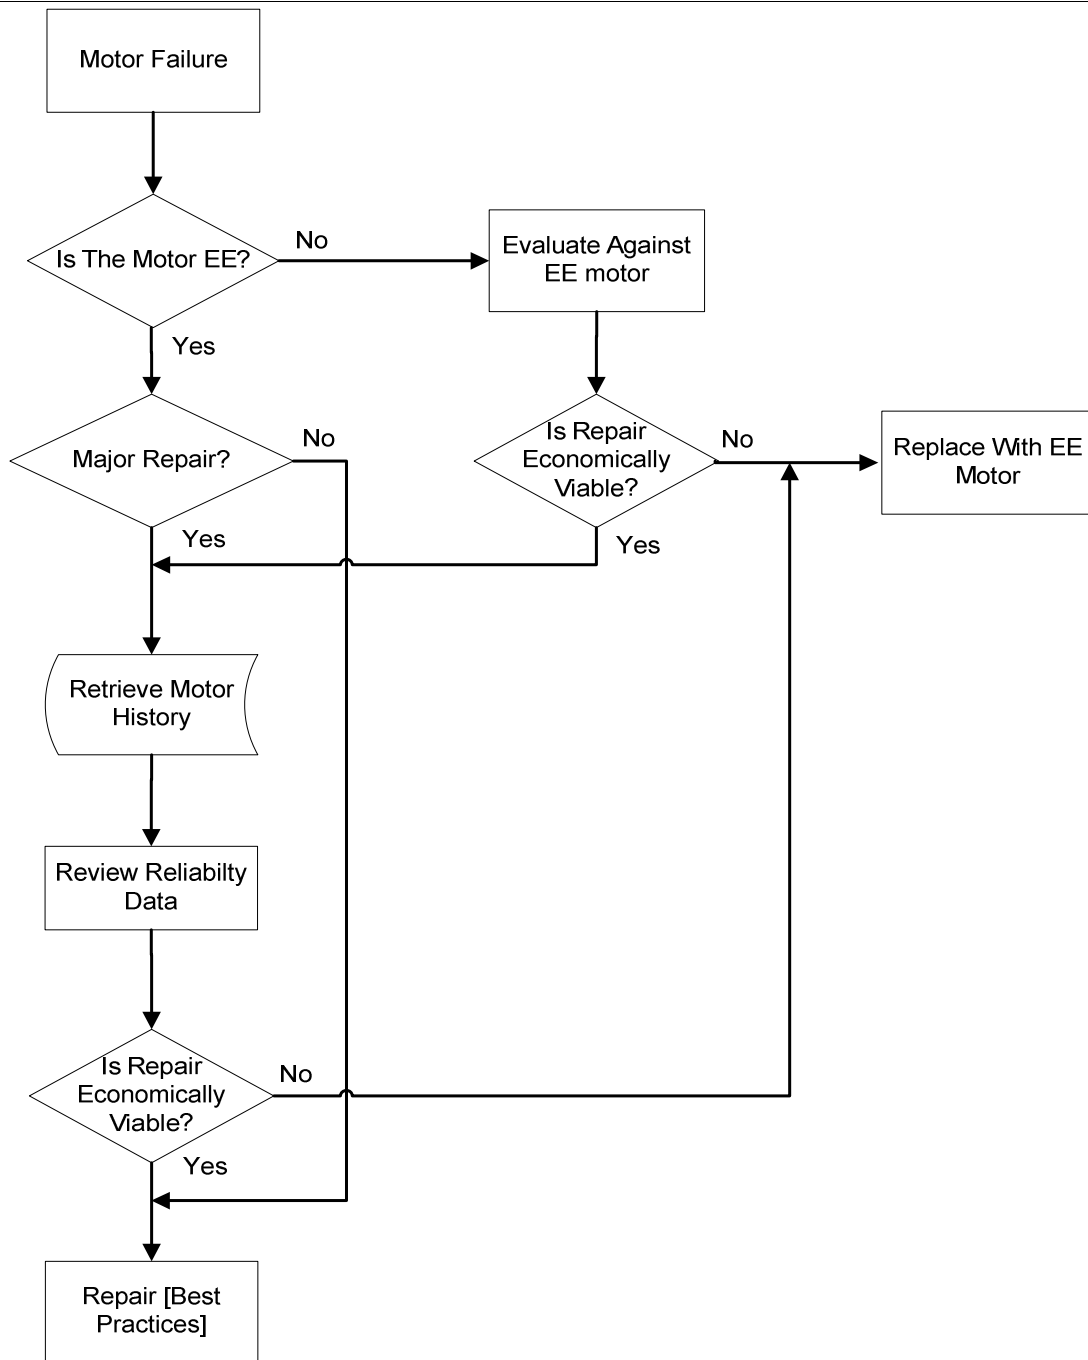 Motor Failure
Is The Motor EE?
No
Evaluate Against
EE motor
Yes
Major Repair?
No
Is Repair
Economically
Viable?
No
Replace With EE
Motor
Yes
Yes
Retrieve Motor
History
Review Reliabilty
Data
Is Repair
Economically
Viable?
No
Yes
Repair [Best
Practices]